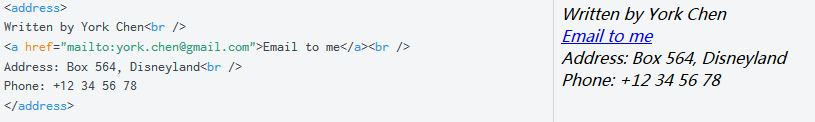 <address>
Written by York Chen<br />
<a href="mailto:york.chen@gmail.com">Email to me</a><br />
Address: Box 564, Disneyland<br />
Phone: +12 34 56 78
</address>
Written by York Chen
Email to me
Address: Box 564, Disneyland
Phone: +12 34 56 78